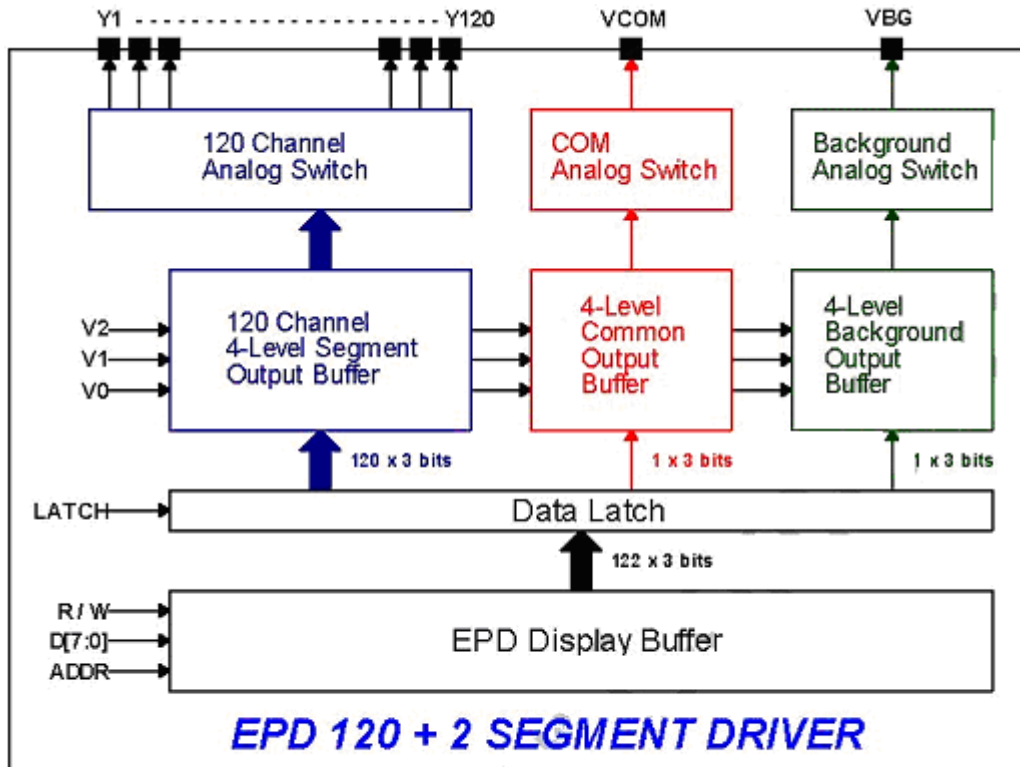 Y1 - - - - - - - - - - - - - - - - - - Y120
VCOM
VBG
120 Channel
Analog Switch
COM
Analog Switch
Background
Analog Switch
V2
V1
V0
120 Channel
4-Level Segment
Output Buffer
4-Level
Common
Output
Buffer
4-Level
Background
Output
Buffer
120 x 3 bits
1 x 3 bits
1 x 3 bits
LATCH
Data Latch
122 x 3 bits
R / W
D[7:0]
ADDR
EPD Display Buffer
EPD 120 + 2 SEGMENT DRIVER